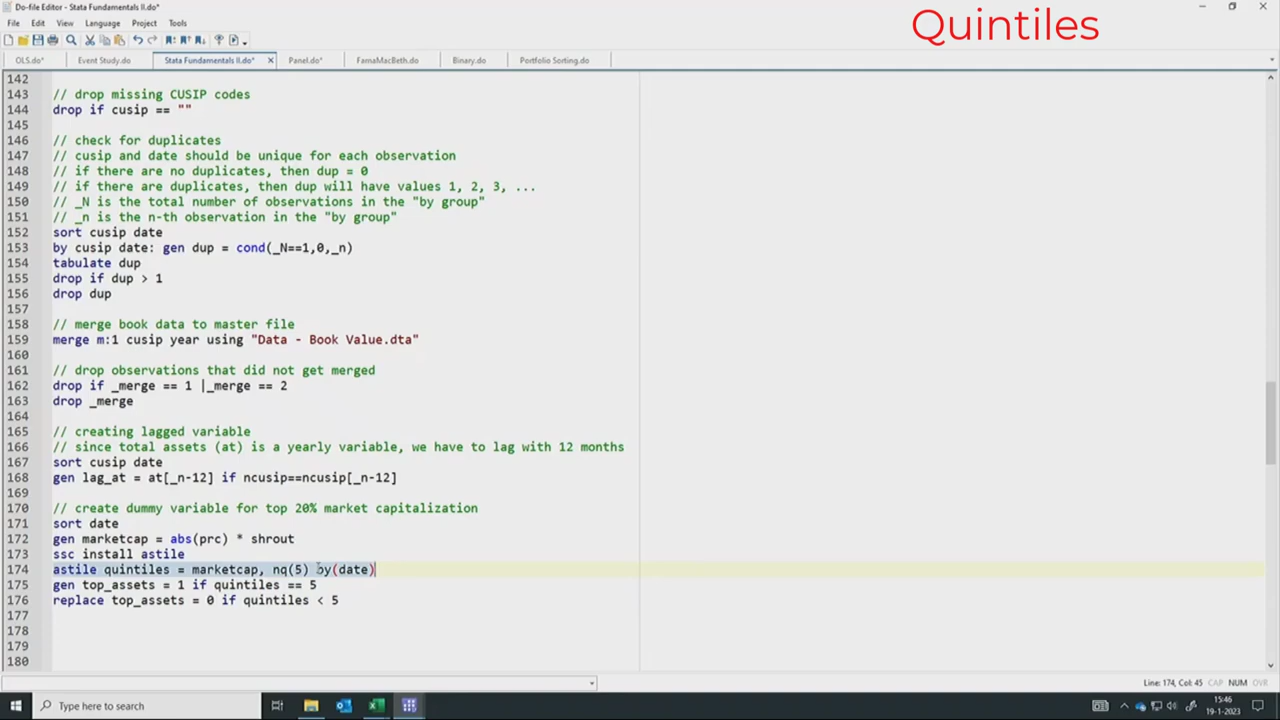 Do-file Editor - Stata Fundamentals II.do*
Quintiles
File Edit View Language Project Tools
OLS.do* Event Study.do Stata Fundamentals II.do* Panel.do* FamaMacBeth.do Binary.do Portfolio Sorting.do
142
143 // drop missing CUSIP codes
144 drop if cusip == ""
145
146 // check for duplicates
147 // cusip and date should be unique for each observation
148 // if there are no duplicates, then dup = 0
149 // if there are duplicates, then dup will have values 1, 2, 3, ...
150 // _N is the total number of observations in the "by group"
151 // _n is the n-th observation in the "by group"
152 sort cusip date
153 by cusip date: gen dup = cond(_N==1,0,_n)
154 tabulate dup
155 drop if dup > 1
156 drop dup
157
158 // merge book data to master file
159 merge m:1 cusip year using "Data - Book Value.dta"
160
161 // drop observations that did not get merged
162 drop if _merge == 1 |_merge == 2
163 drop _merge
164
165 // creating lagged variable
166 // since total assets (at) is a yearly variable, we have to lag with 12 months
167 sort cusip date
168 gen lag_at = at[_n-12] if ncusip==ncusip[_n-12]
169
170 // create dummy variable for top 20% market capitalization
171 sort date
172 gen marketcap = abs(prc) * shrout
173 ssc install astile
174 astile quintiles = marketcap, nq(5) by(date)
175 gen top_assets = 1 if quintiles == 5
176 replace top_assets = 0 if quintiles < 5
177
178
179
180
Line: 174, Col: 45 CAP NUM OVR
Type here to search
15:46
19-1-2023